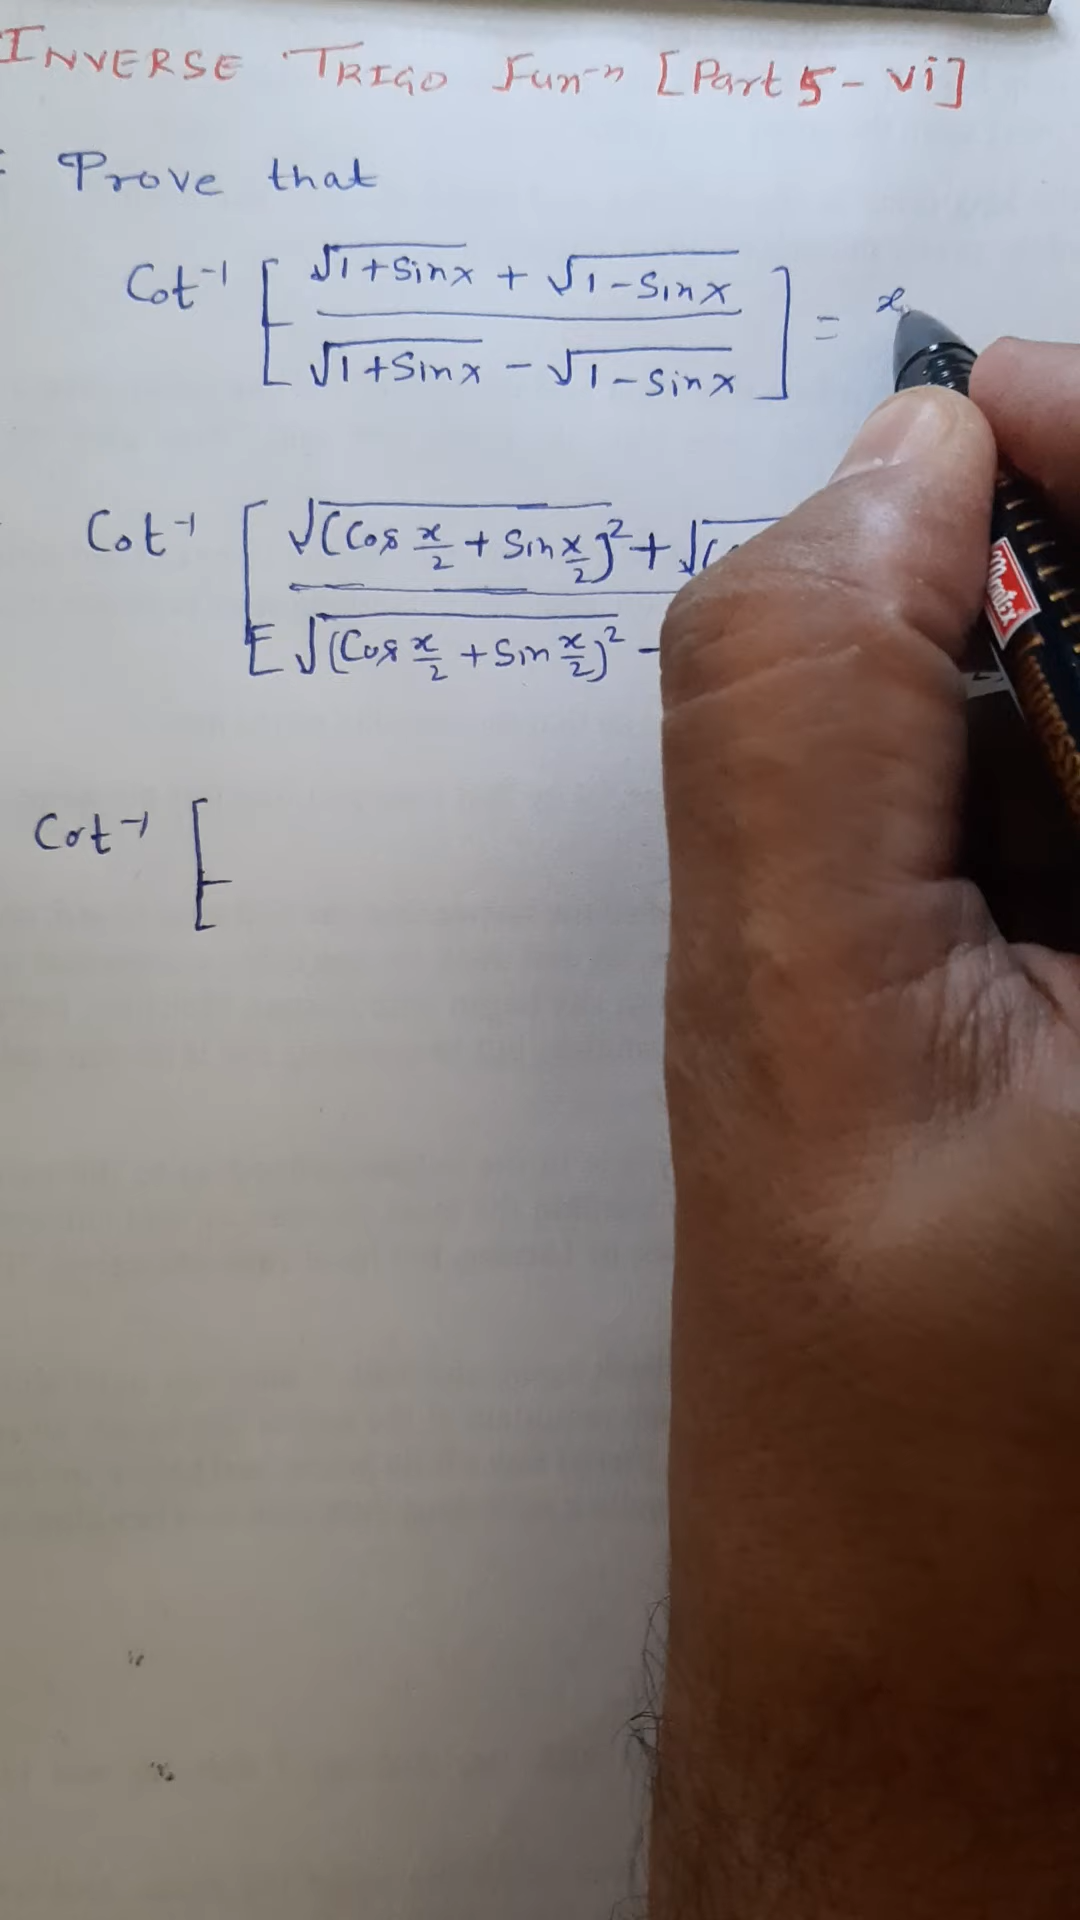 INVERSE TRIGO Fun-n [Part 5 - vi]
: Prove that
Cot⁻¹ [ (√(1+Sinx) + √(1-Sinx)) / (√(1+Sinx) - √(1-Sinx)) ] = x
Cot⁻¹ [ √(Cos x/2 + Sin x/2)² + √(
√(Cos x/2 + Sin x/2)² -
Cot⁻¹ [
Montex